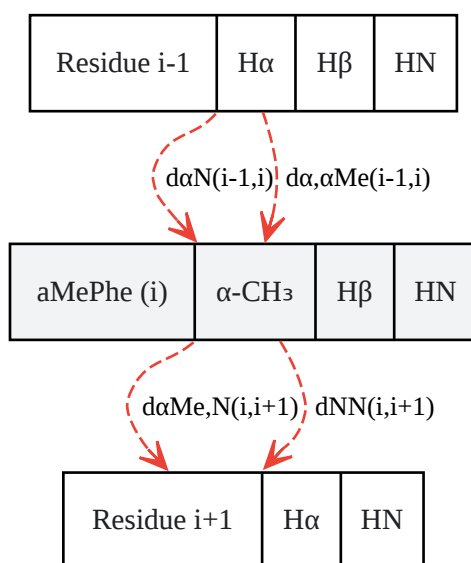 Residue i-1 Hα Hβ HN
dαN(i-1,i) dα,αMe(i-1,i)
aMePhe (i) α-CH₃ Hβ HN
dαMe,N(i,i+1) dNN(i,i+1)
Residue i+1 Hα HN